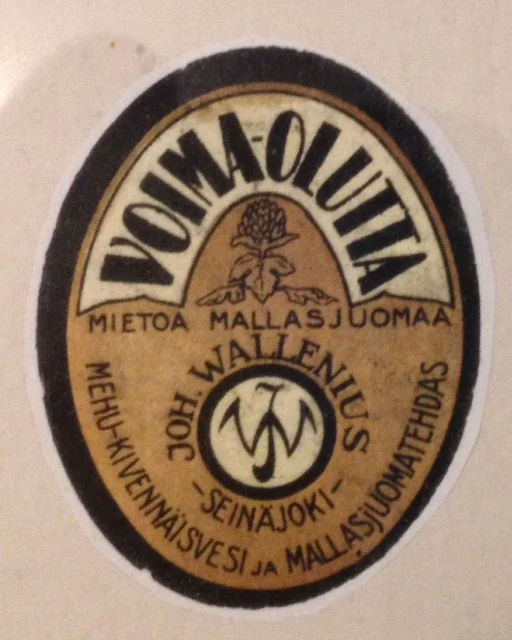 VOIMA-OLUTTA
MIETOA MALLASJUOMAA
JOH. WALLENIUS
JW
-SEINÄJOKI-
MEHU-KIVENNÄISVESI JA MALLASJUOMATEHDAS